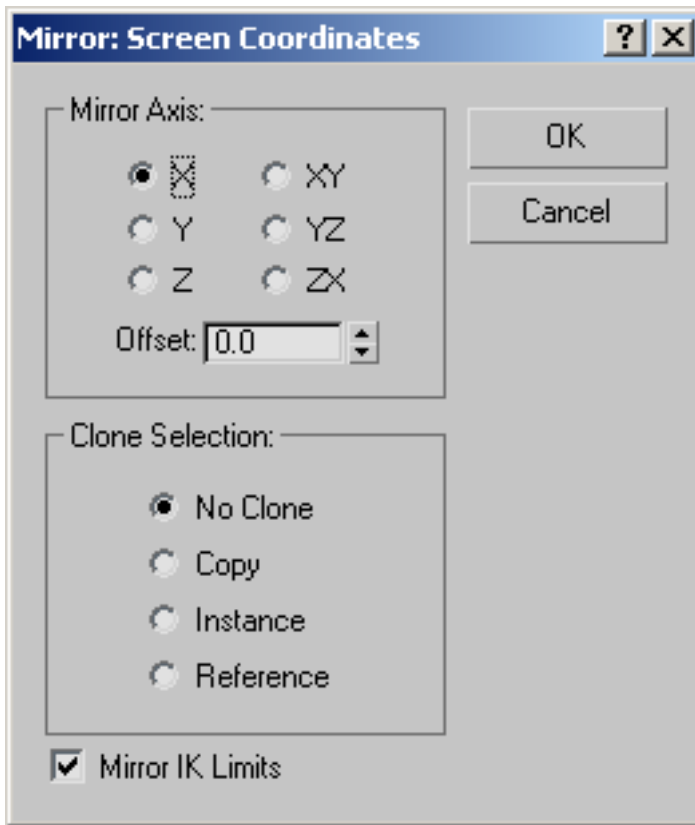 Mirror: Screen Coordinates
Mirror Axis:
X XY
Y YZ
Z ZX
Offset: 0.0
OK
Cancel
Clone Selection:
No Clone
Copy
Instance
Reference
Mirror IK Limits